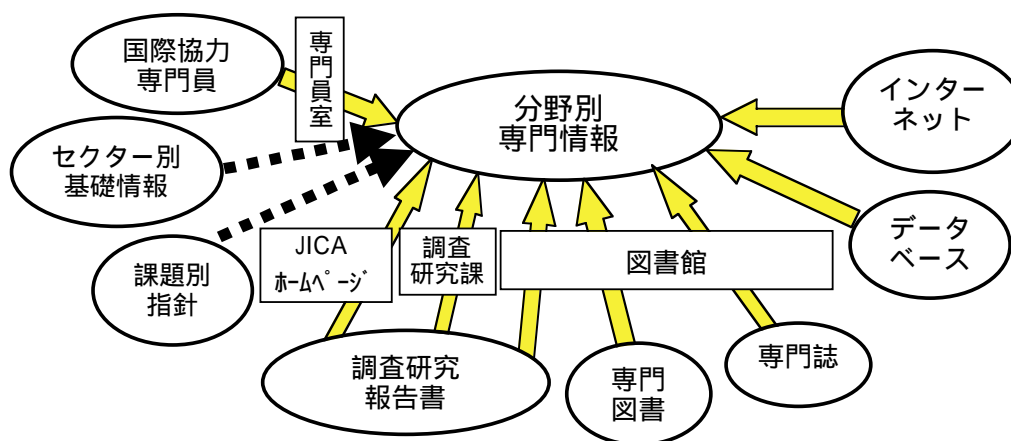 国際協力
専門員
専門員室
分野別
専門情報
インター
ネット
セクター別
基礎情報
データ
ベース
課題別
指針
JICA
ﾎｰﾑﾍﾟｰｼﾞ
調査
研究課
図書館
調査研究
報告書
専門
図書
専門誌